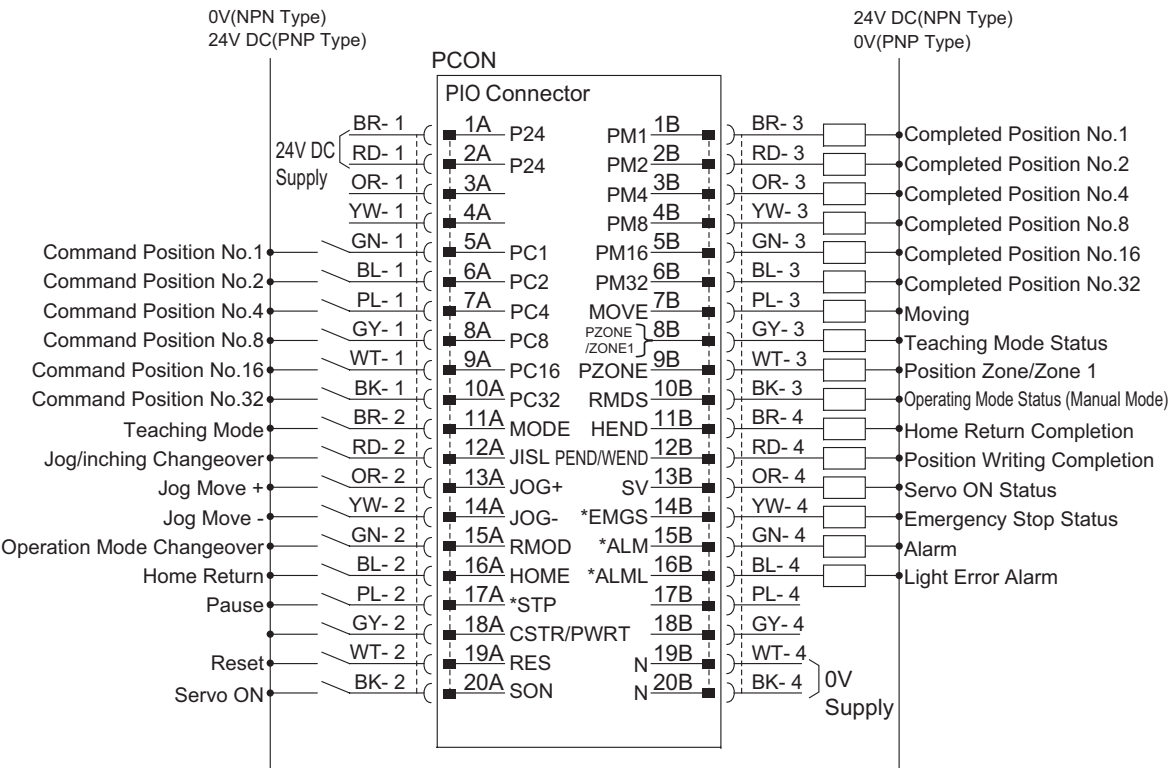 0V(NPN Type)
24V DC(PNP Type)
24V DC(NPN Type)
0V(PNP Type)
PCON
PIO Connector
BR- 1 1A P24 PM1 1B BR- 3 Completed Position No.1
24V DC Supply
RD- 1 2A P24 PM2 2B RD- 3 Completed Position No.2
OR- 1 3A PM4 3B OR- 3 Completed Position No.4
YW- 1 4A PM8 4B YW- 3 Completed Position No.8
Command Position No.1 GN- 1 5A PC1 PM16 5B GN- 3 Completed Position No.16
Command Position No.2 BL- 1 6A PC2 PM32 6B BL- 3 Completed Position No.32
Command Position No.4 PL- 1 7A PC4 MOVE 7B PL- 3 Moving
Command Position No.8 GY- 1 8A PC8 PZONE /ZONE1 8B GY- 3 Teaching Mode Status
Command Position No.16 WT- 1 9A PC16 PZONE 9B WT- 3 Position Zone/Zone 1
Command Position No.32 BK- 1 10A PC32 RMDS 10B BK- 3 Operating Mode Status (Manual Mode)
Teaching Mode BR- 2 11A MODE HEND 11B BR- 4 Home Return Completion
Jog/inching Changeover RD- 2 12A JISL PEND/WEND 12B RD- 4 Position Writing Completion
Jog Move + OR- 2 13A JOG+ SV 13B OR- 4 Servo ON Status
Jog Move - YW- 2 14A JOG- *EMGS 14B YW- 4 Emergency Stop Status
Operation Mode Changeover GN- 2 15A RMOD *ALM 15B GN- 4 Alarm
Home Return BL- 2 16A HOME *ALML 16B BL- 4 Light Error Alarm
Pause PL- 2 17A *STP 17B PL- 4
GY- 2 18A CSTR/PWRT 18B GY- 4
Reset WT- 2 19A RES N 19B WT- 4
Servo ON BK- 2 20A SON N 20B BK- 4
0V
Supply